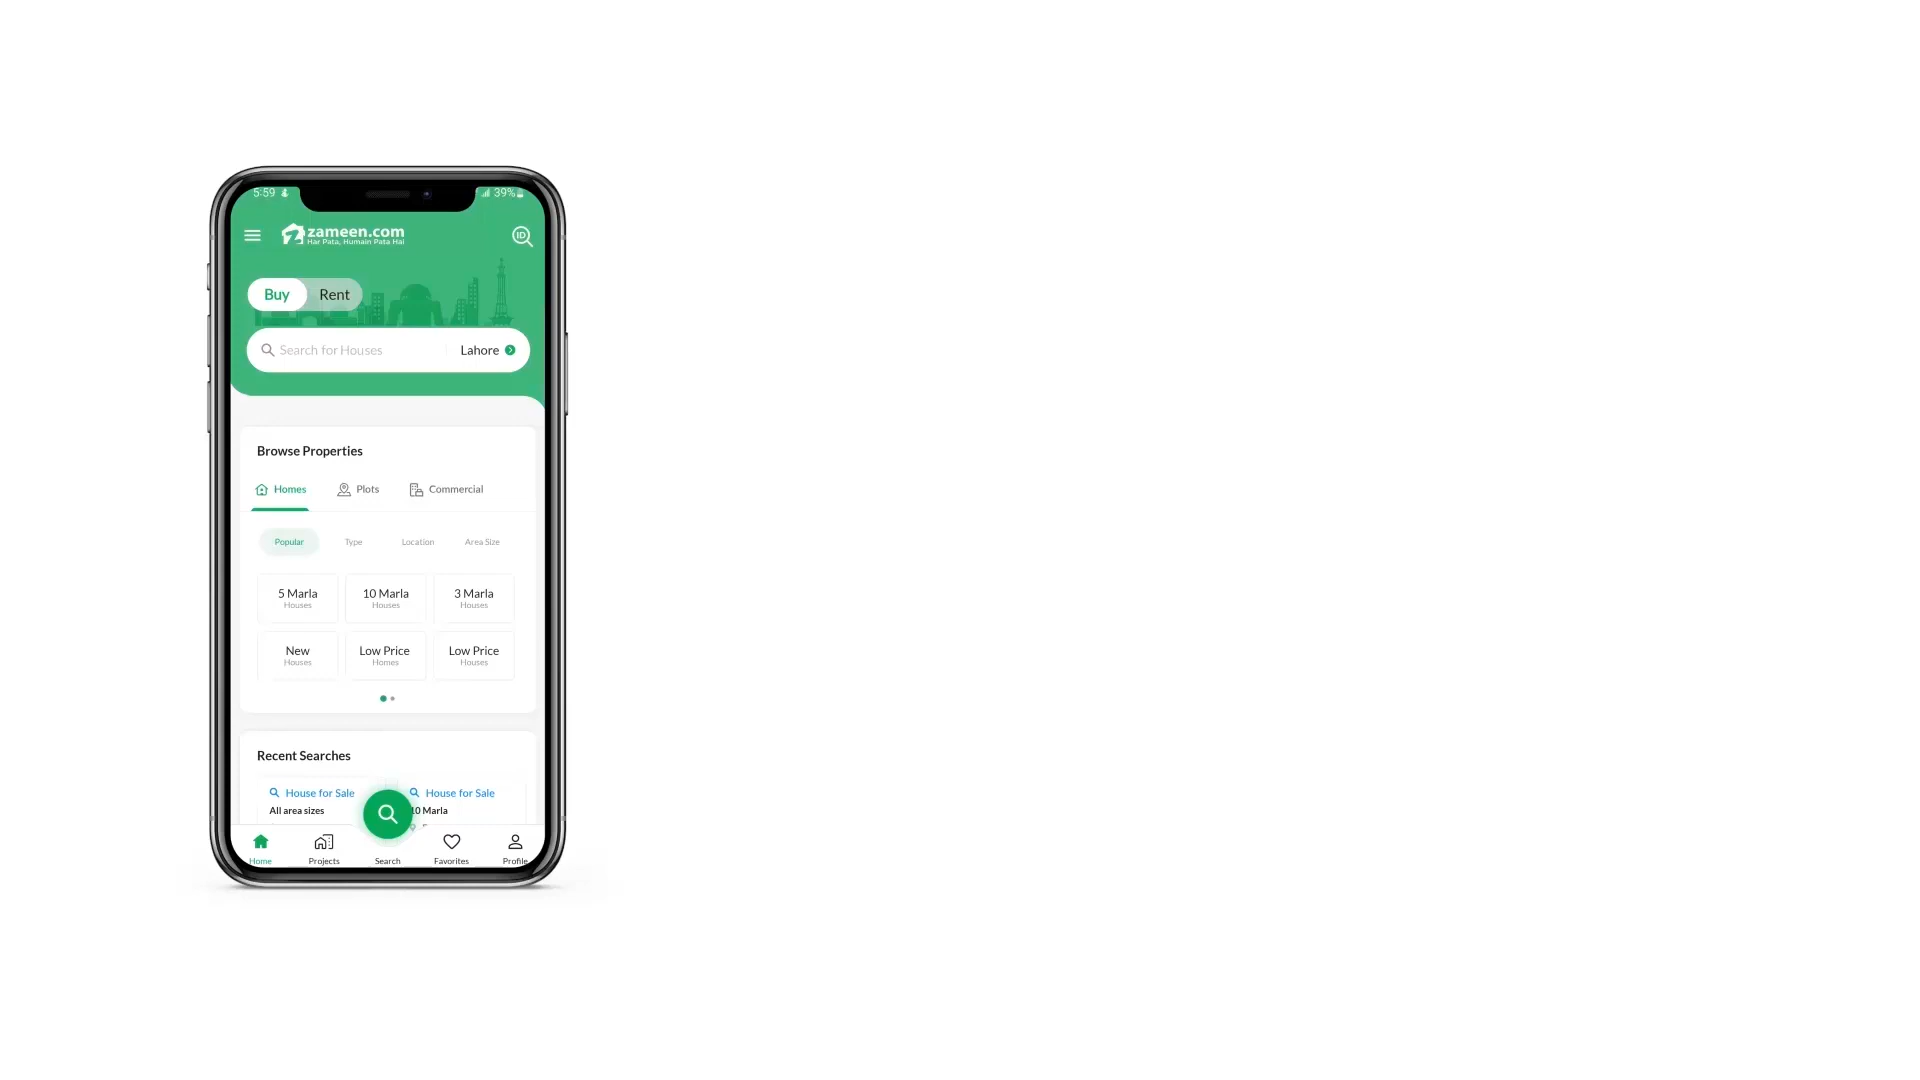 5:59 39%
zameen.com
Har Pata, Humain Pata Hai
ID
Buy Rent
Search for Houses Lahore
Browse Properties
Homes Plots Commercial
Popular Type Location Area Size
5 Marla 10 Marla 3 Marla
Houses Houses Houses
New Low Price Low Price
Houses Homes Houses
Recent Searches
House for Sale House for Sale
All area sizes 10 Marla
Home Projects Search Favorites Profile